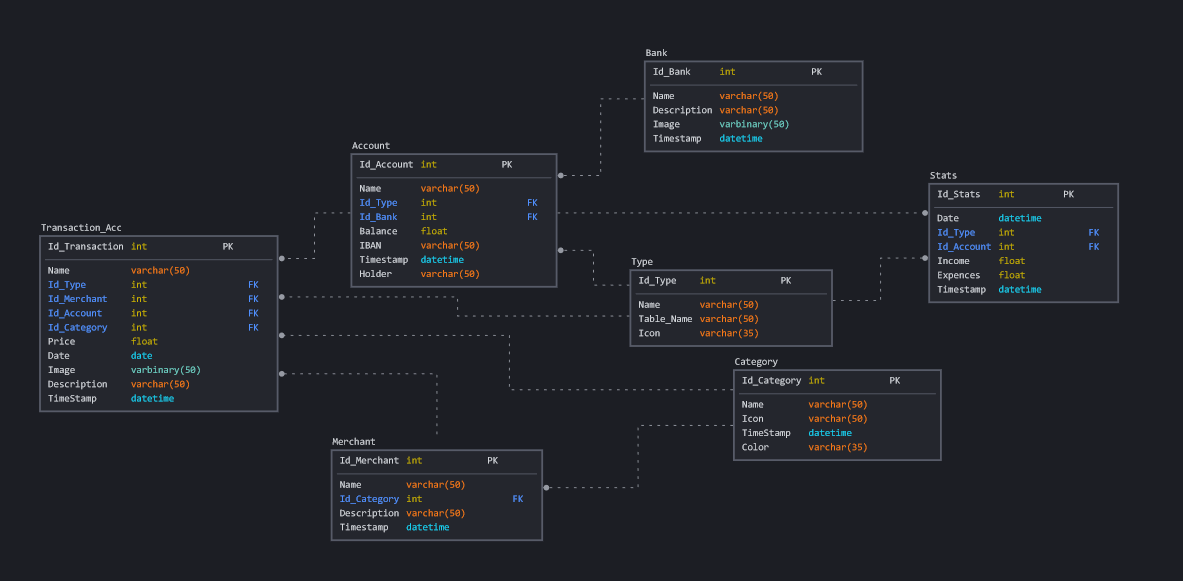 Bank
Id_Bank int PK
Name varchar(50)
Description varchar(50)
Image varbinary(50)
Timestamp datetime
Account
Id_Account int PK
Name varchar(50)
Id_Type int FK
Id_Bank int FK
Balance float
IBAN varchar(50)
Timestamp datetime
Holder varchar(50)
Stats
Id_Stats int PK
Date datetime
Id_Type int FK
Id_Account int FK
Income float
Expences float
Timestamp datetime
Transaction_Acc
Id_Transaction int PK
Name varchar(50)
Id_Type int FK
Id_Merchant int FK
Id_Account int FK
Id_Category int FK
Price float
Date date
Image varbinary(50)
Description varchar(50)
TimeStamp datetime
Type
Id_Type int PK
Name varchar(50)
Table_Name varchar(50)
Icon varchar(35)
Category
Id_Category int PK
Name varchar(50)
Icon varchar(50)
TimeStamp datetime
Color varchar(35)
Merchant
Id_Merchant int PK
Name varchar(50)
Id_Category int FK
Description varchar(50)
Timestamp datetime